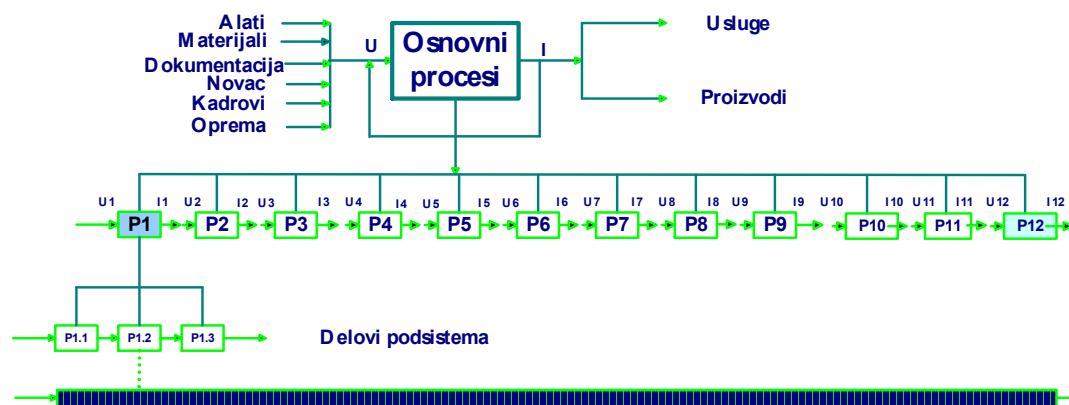 Alati
Materijali
Dokumentacija
Novac
Kadrovi
Oprema
U
Osnovni
procesi
I
Usluge
Proizvodi
U1 I1 U2 I2 U3 I3 U4 I4 U5 I5 U6 I6 U7 I7 U8 I8 U9 I9 U10 I10 U11 I11 U12 I12
P1 P2 P3 P4 P5 P6 P7 P8 P9 P10 P11 P12
P1.1 P1.2 P1.3
Delovi podsistema